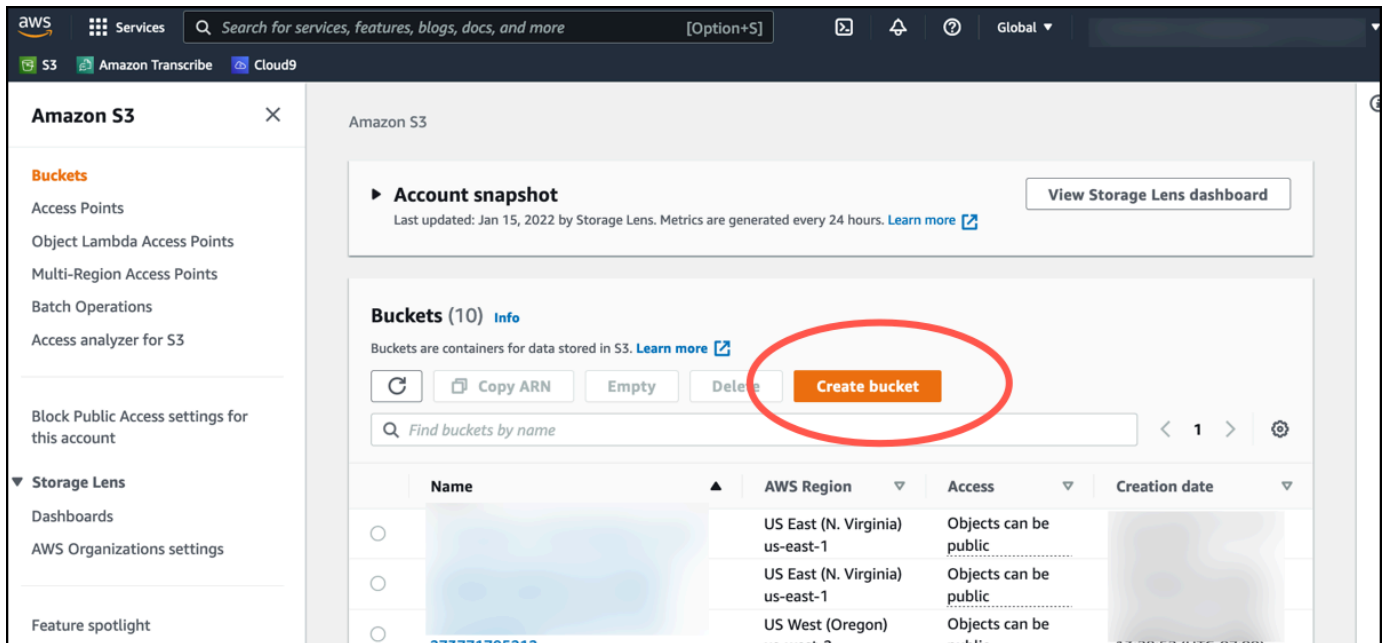 aws
Services
Search for services, features, blogs, docs, and more
[Option+S]
Global
S3
Amazon Transcribe
Cloud9
Amazon S3
Buckets
Access Points
Object Lambda Access Points
Multi-Region Access Points
Batch Operations
Access analyzer for S3
Block Public Access settings for
this account
Storage Lens
Dashboards
AWS Organizations settings
Feature spotlight
Amazon S3
Account snapshot
View Storage Lens dashboard
Last updated: Jan 15, 2022 by Storage Lens. Metrics are generated every 24 hours. Learn more
Buckets (10) Info
Buckets are containers for data stored in S3. Learn more
Copy ARN
Empty
Delete
Create bucket
Find buckets by name
1
Name
AWS Region
Access
Creation date
US East (N. Virginia)
us-east-1
Objects can be
public
US East (N. Virginia)
us-east-1
Objects can be
public
US West (Oregon)
Objects can be